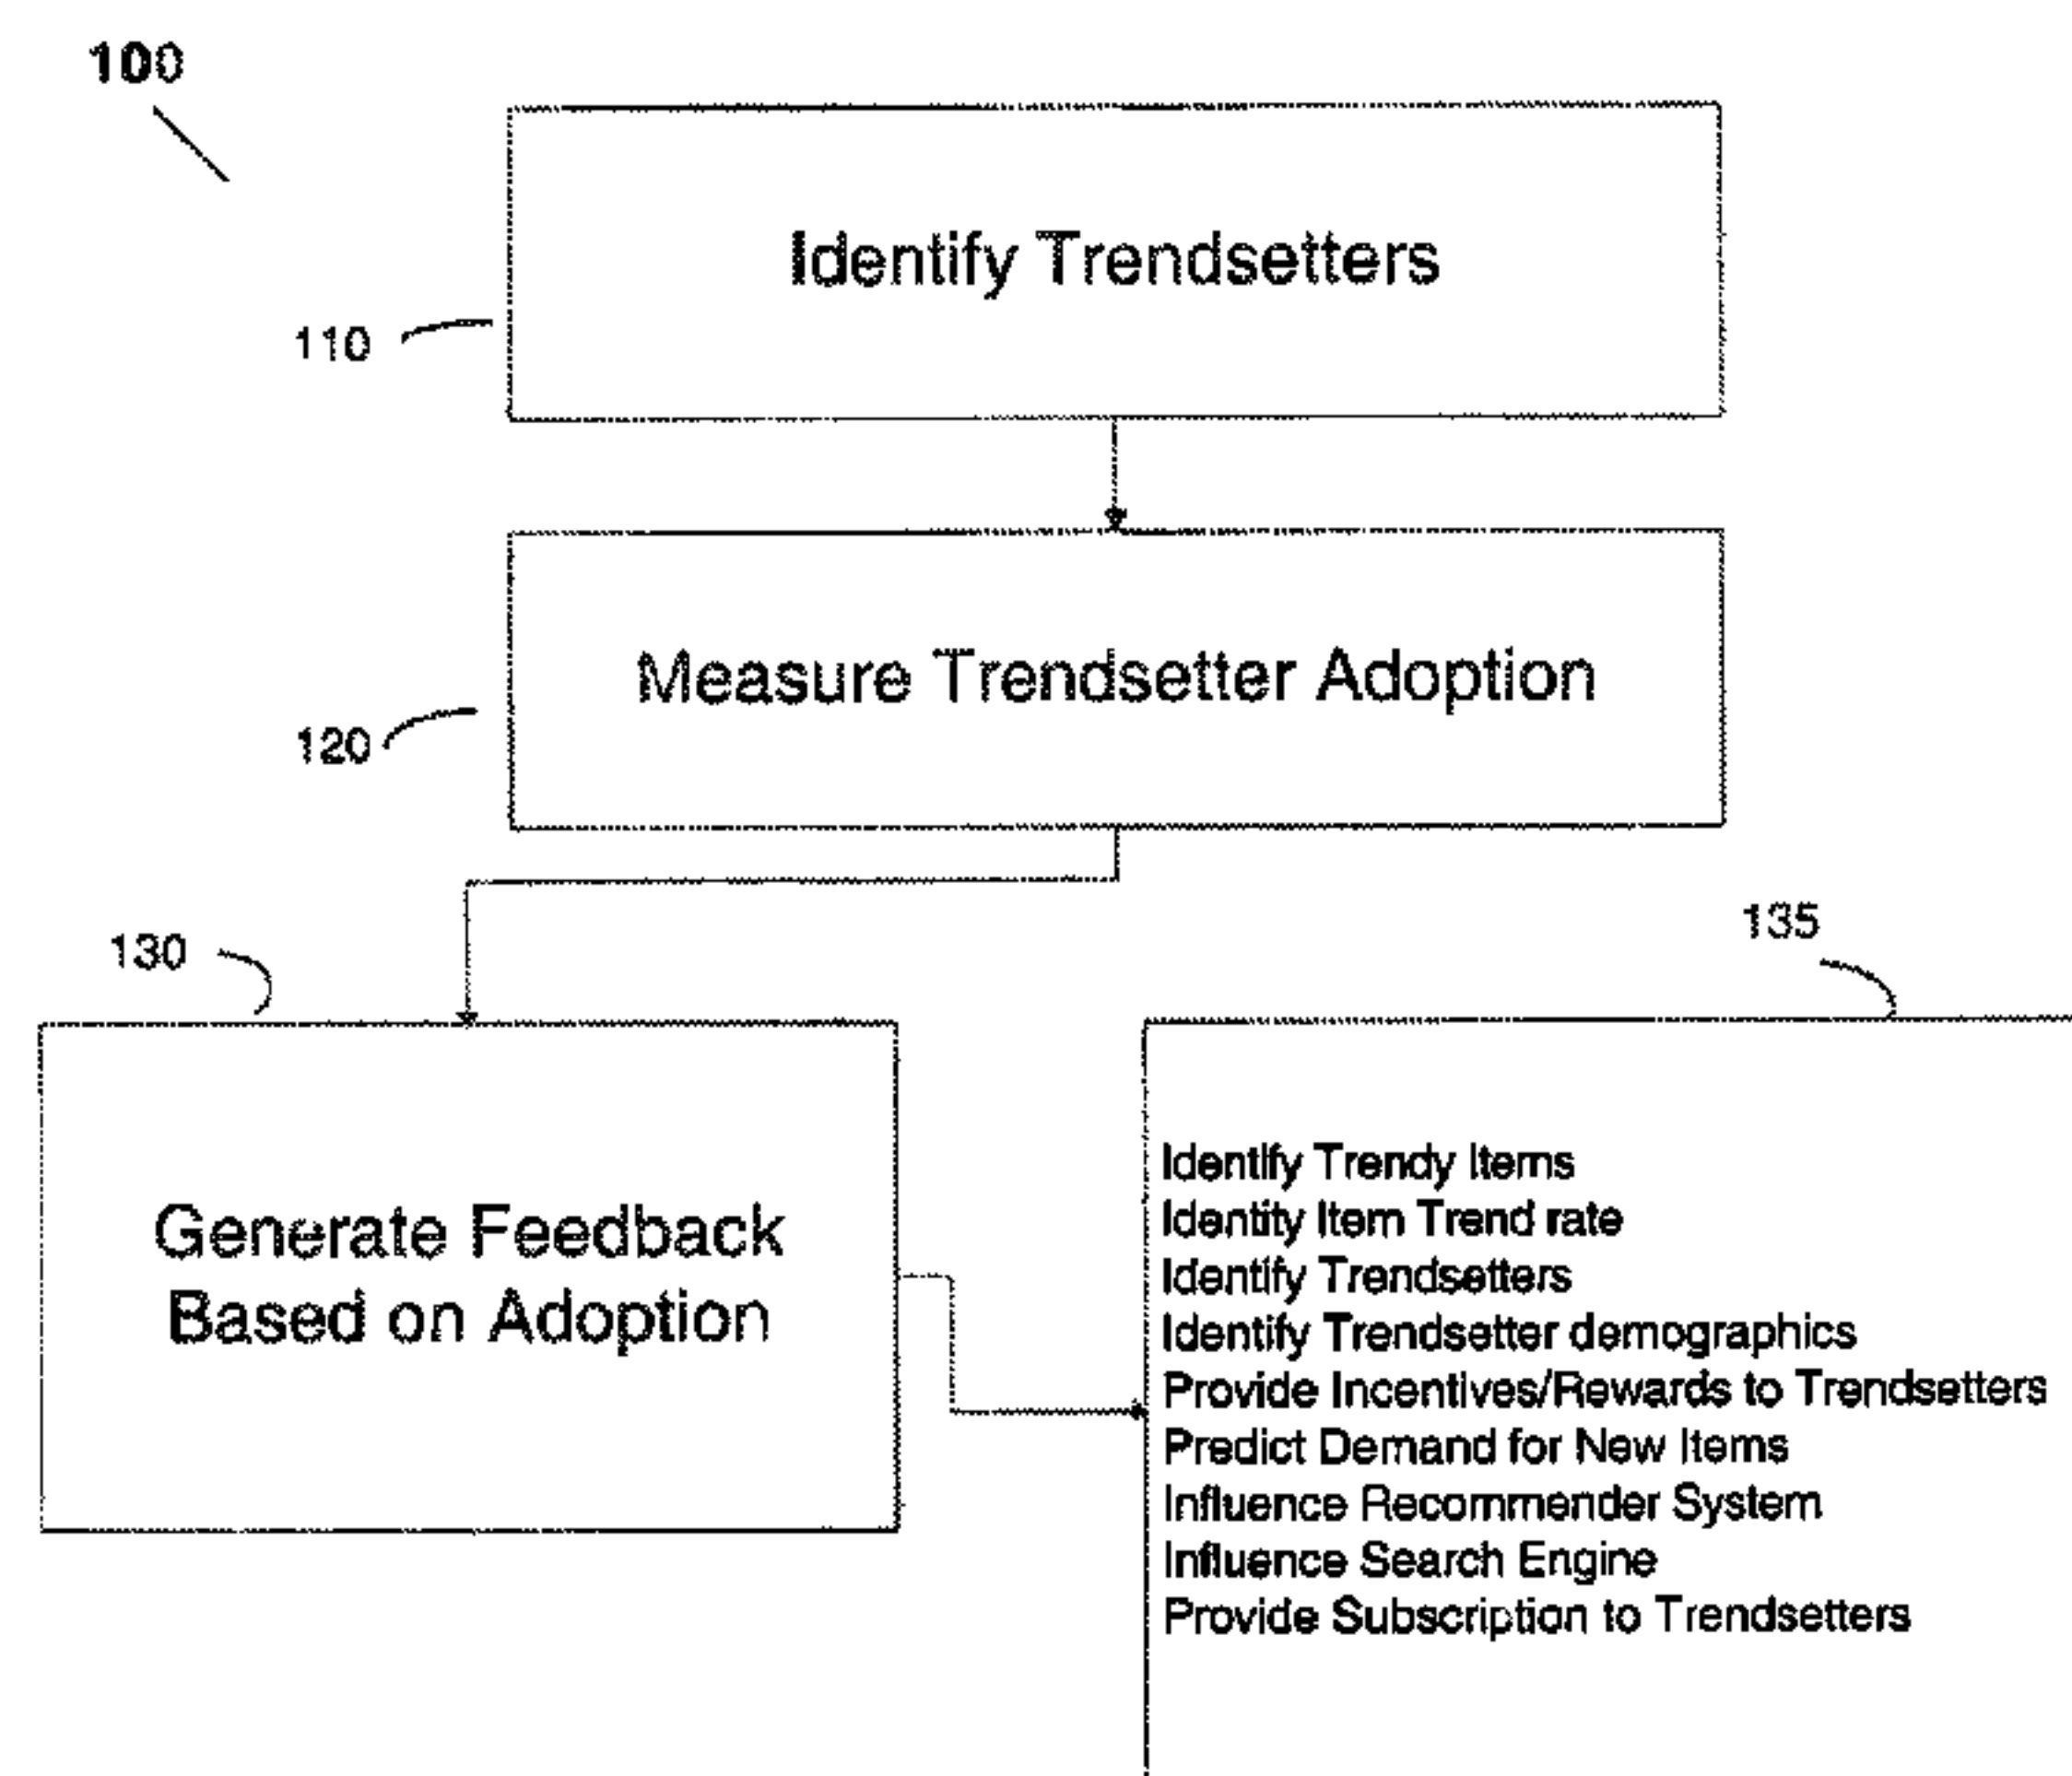 100
Identify Trendsetters
110
Measure Trendsetter Adoption
120
130
135
Generate Feedback
Based on Adoption
Identify Trendy Items
Identify Item Trend rate
Identify Trendsetters
Identify Trendsetter demographics
Provide Incentives/Rewards to Trendsetters
Predict Demand for New Items
Influence Recommender System
Influence Search Engine
Provide Subscription to Trendsetters